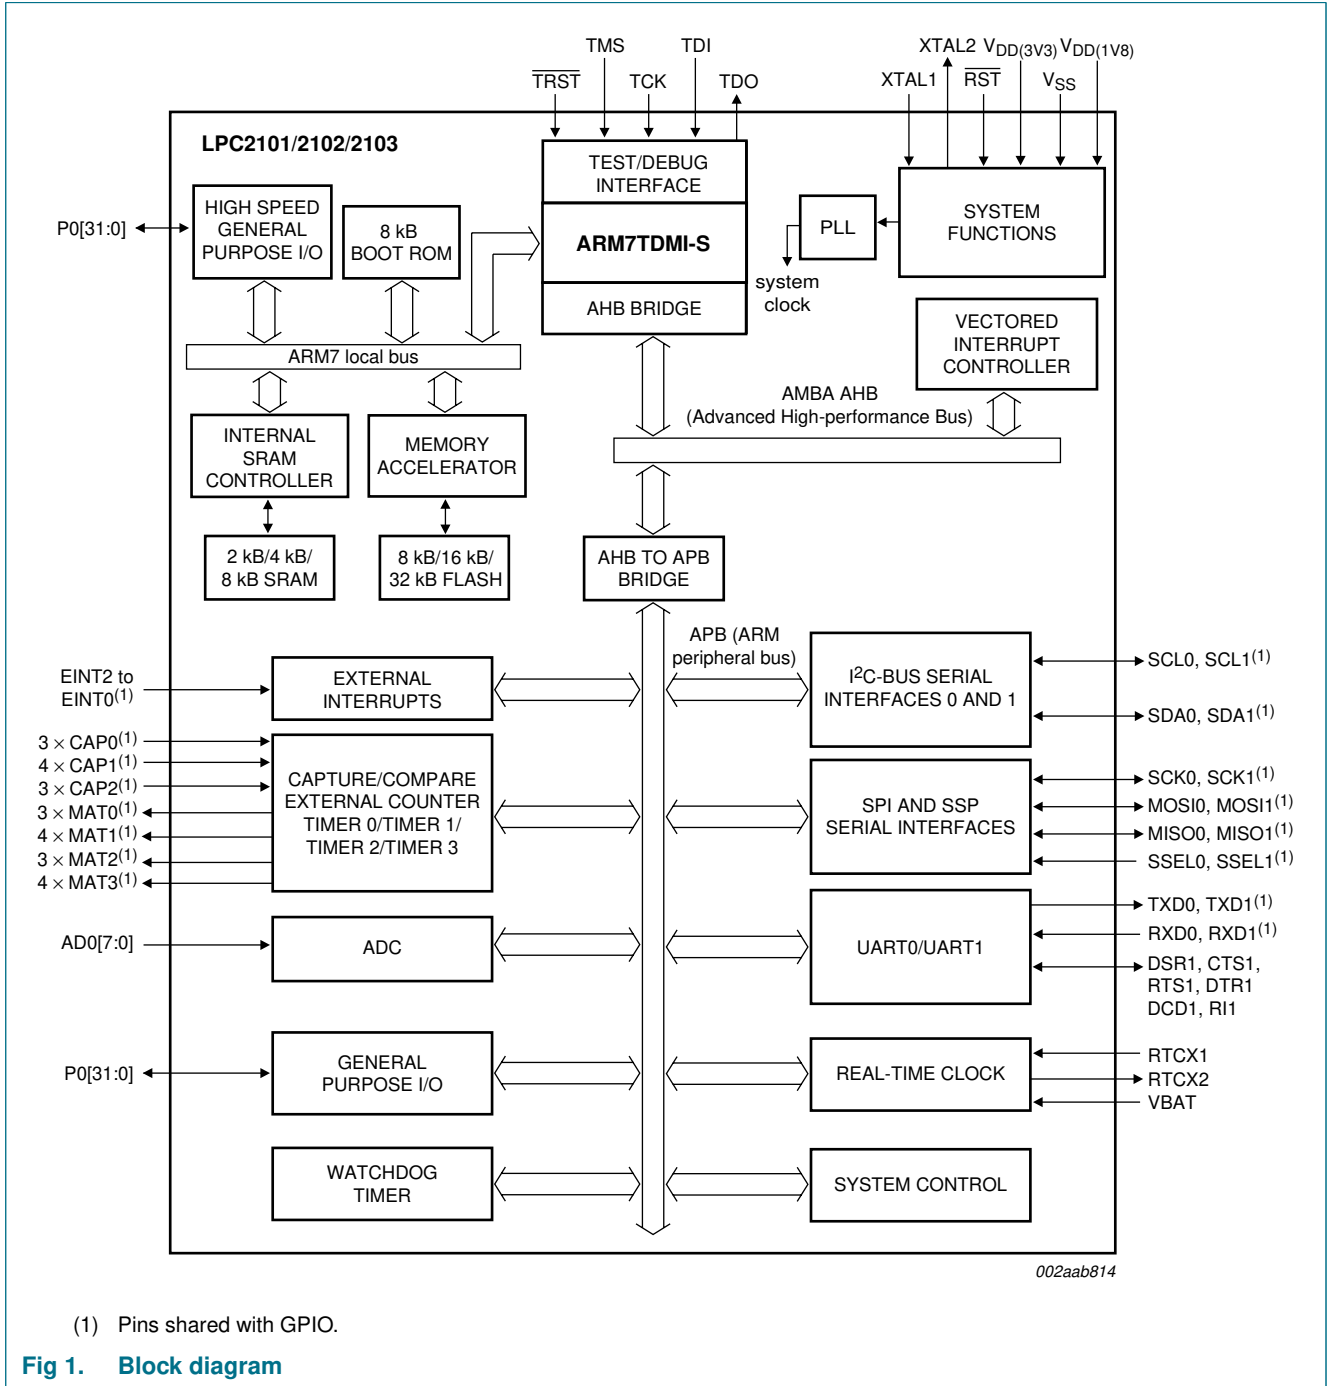 TMS
TDI
XTAL2
VDD(3V3)
VDD(1V8)
TRST
TCK
TDO
XTAL1
RST
VSS
LPC2101/2102/2103
TEST/DEBUG
INTERFACE
ARM7TDMI-S
AHB BRIDGE
P0[31:0]
HIGH SPEED
GENERAL
PURPOSE I/O
8 kB
BOOT ROM
PLL
system
clock
SYSTEM
FUNCTIONS
VECTORED
INTERRUPT
CONTROLLER
ARM7 local bus
AMBA AHB
(Advanced High-performance Bus)
INTERNAL
SRAM
CONTROLLER
MEMORY
ACCELERATOR
2 kB/4 kB/
8 kB SRAM
8 kB/16 kB/
32 kB FLASH
AHB TO APB
BRIDGE
APB (ARM
peripheral bus)
EINT2 to
EINT0(1)
EXTERNAL
INTERRUPTS
I2C-BUS SERIAL
INTERFACES 0 AND 1
SCL0, SCL1(1)
SDA0, SDA1(1)
3 × CAP0(1)
4 × CAP1(1)
3 × CAP2(1)
3 × MAT0(1)
4 × MAT1(1)
3 × MAT2(1)
4 × MAT3(1)
CAPTURE/COMPARE
EXTERNAL COUNTER
TIMER 0/TIMER 1/
TIMER 2/TIMER 3
SPI AND SSP
SERIAL INTERFACES
SCK0, SCK1(1)
MOSI0, MOSI1(1)
MISO0, MISO1(1)
SSEL0, SSEL1(1)
AD0[7:0]
ADC
UART0/UART1
TXD0, TXD1(1)
RXD0, RXD1(1)
DSR1, CTS1,
RTS1, DTR1
DCD1, RI1
P0[31:0]
GENERAL
PURPOSE I/O
REAL-TIME CLOCK
RTCX1
RTCX2
VBAT
WATCHDOG
TIMER
SYSTEM CONTROL
002aab814
(1) Pins shared with GPIO.
Fig 1. Block diagram